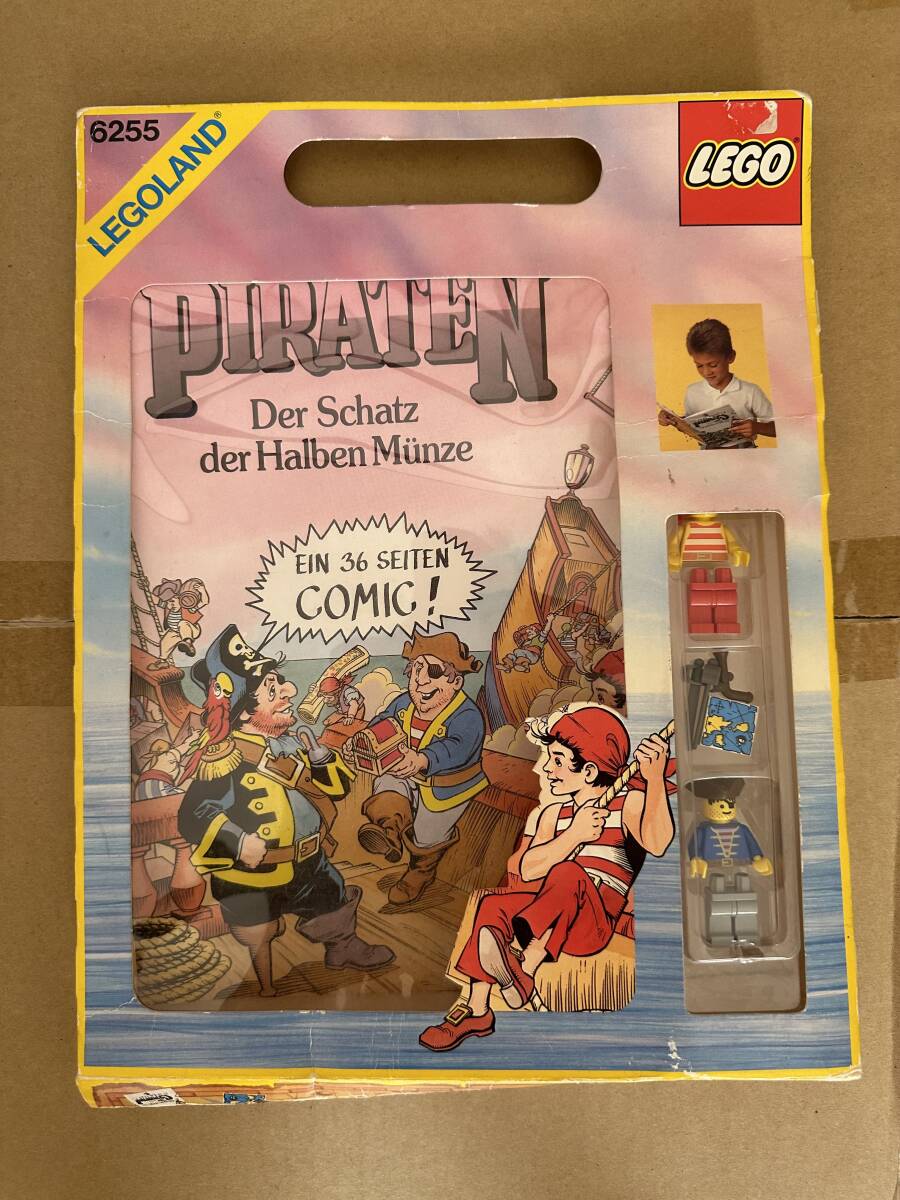 6255
LEGOLAND®
LEGO®
PIRATEN
Der Schatz
der Halben Münze
EIN 36 SEITEN
COMIC!